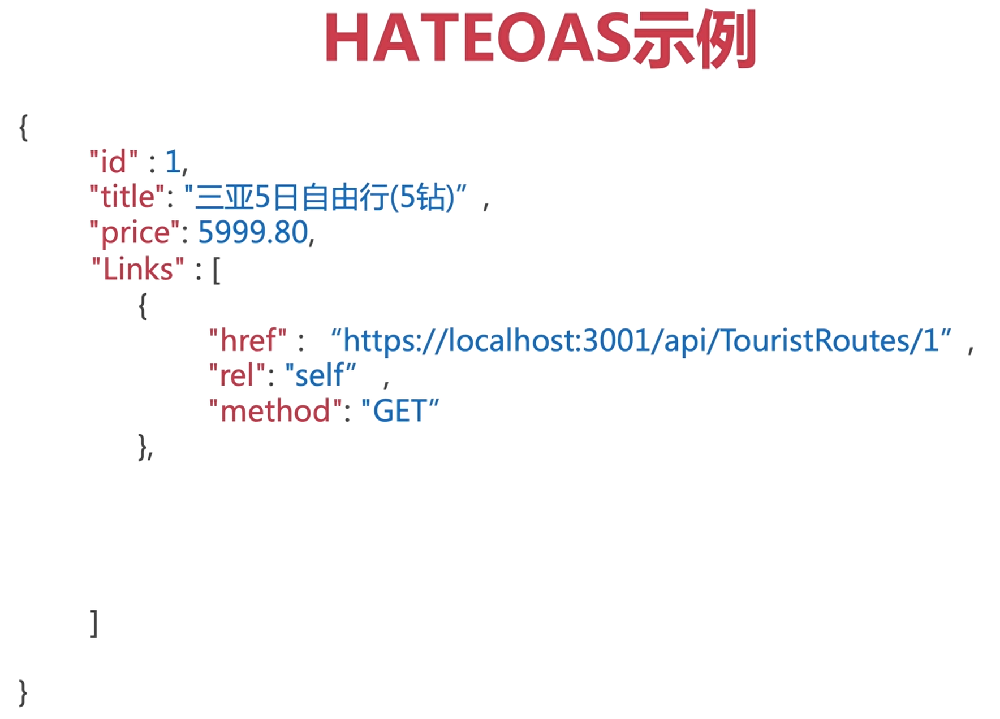 HATEOAS示例
{
"id" : 1,
"title": "三亚5日自由行(5钻)” ,
"price": 5999.80,
"Links" : [
{
"href" : “https://localhost:3001/api/TouristRoutes/1” ,
"rel": "self” ,
"method": "GET”
},
]
}